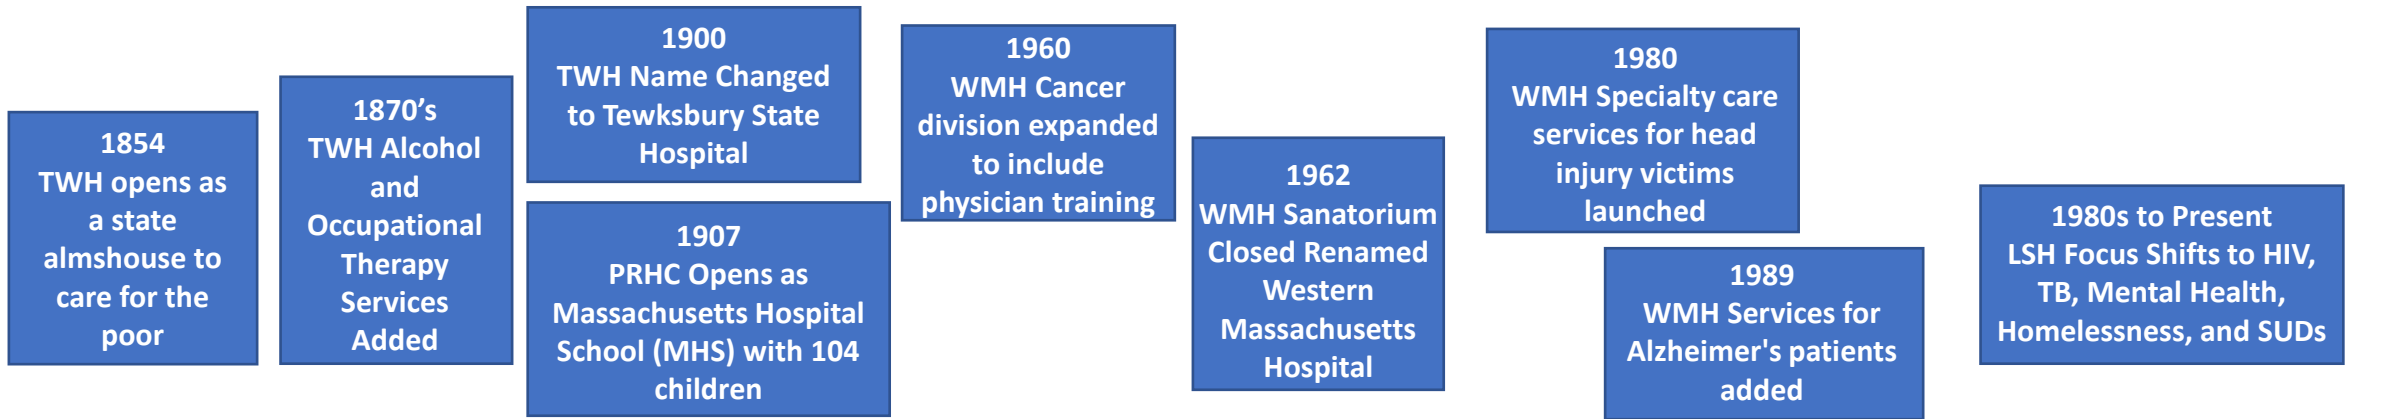 1854
TWH opens as
a state
almshouse to
care for the
poor
1870’s
TWH Alcohol
and
Occupational
Therapy
Services
Added
1900
TWH Name Changed
to Tewksbury State
Hospital
1907
PRHC Opens as
Massachusetts Hospital
School (MHS) with 104
children
1960
WMH Cancer
division expanded
to include
physician training
1962
WMH Sanatorium
Closed Renamed
Western
Massachusetts
Hospital
1980
WMH Specialty care
services for head
injury victims
launched
1989
WMH Services for
Alzheimer's patients
added
1980s to Present
LSH Focus Shifts to HIV,
TB, Mental Health,
Homelessness, and SUDs